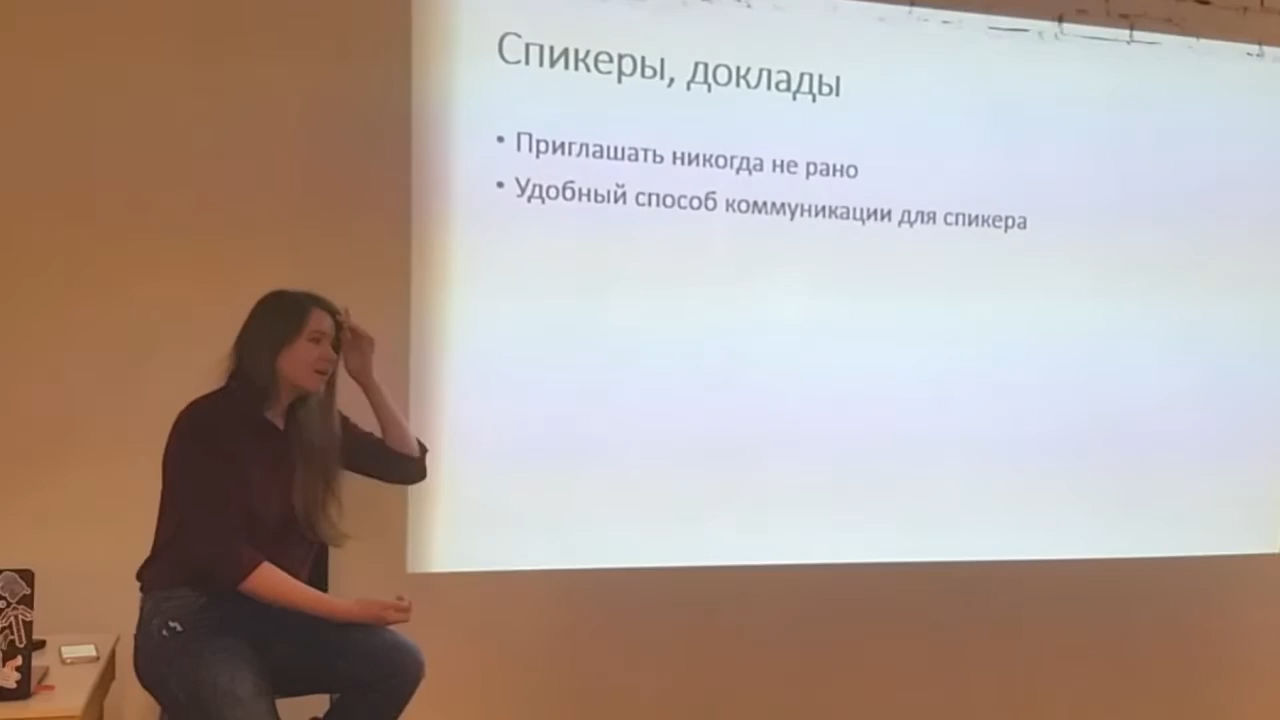 Спикеры, доклады
• Приглашать никогда не рано
• Удобный способ коммуникации для спикера